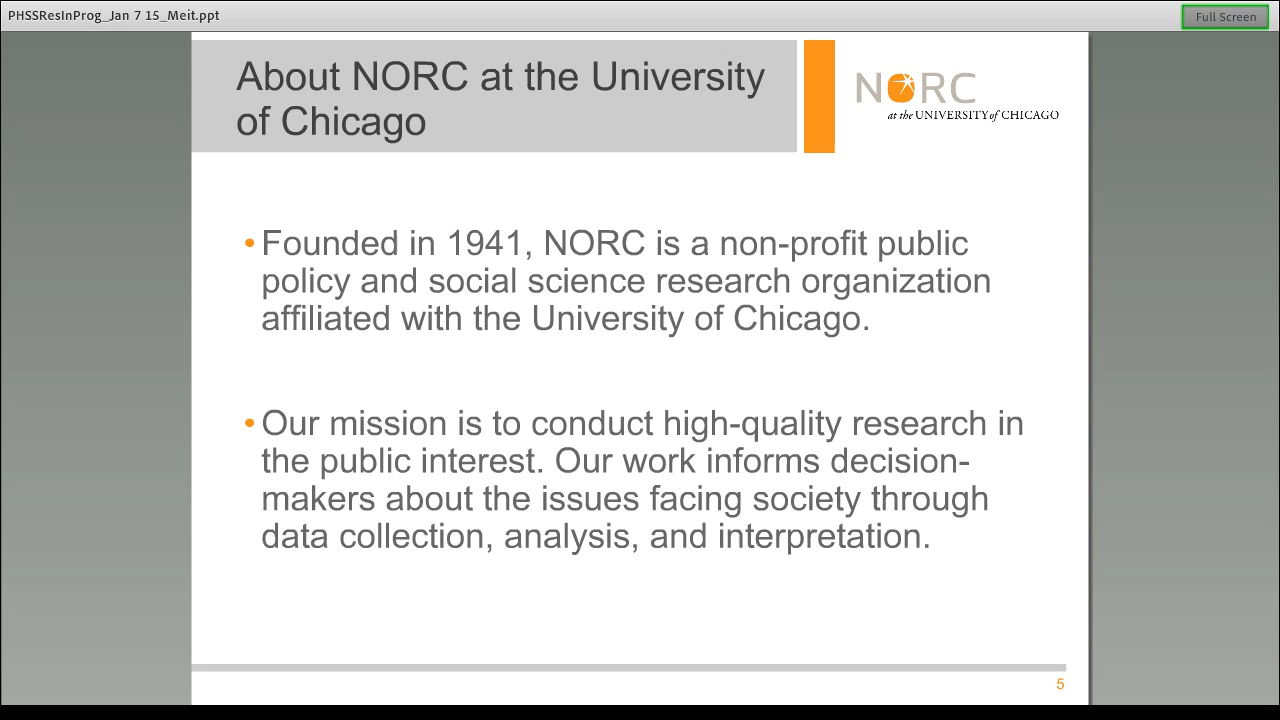 PHSSResInProg_Jan 7 15_Meit.ppt
Full Screen
About NORC at the University
of Chicago
NORC
at the UNIVERSITY of CHICAGO
• Founded in 1941, NORC is a non-profit public
policy and social science research organization
affiliated with the University of Chicago.
• Our mission is to conduct high-quality research in
the public interest. Our work informs decision-
makers about the issues facing society through
data collection, analysis, and interpretation.
5